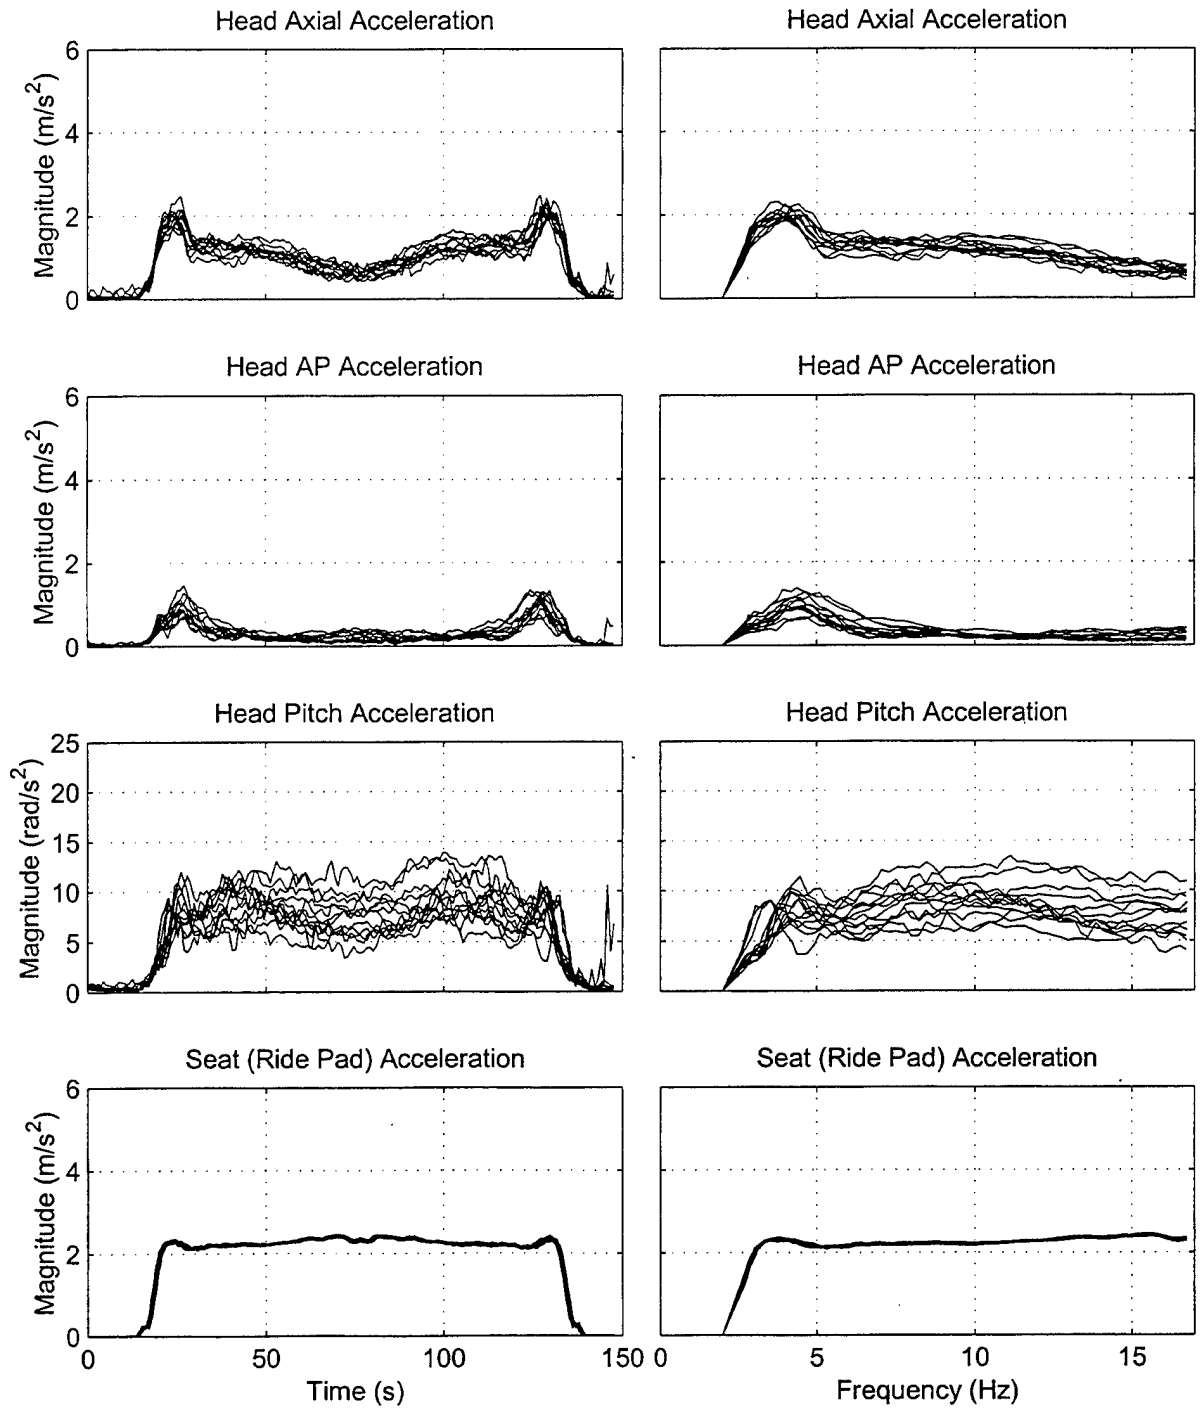 Head Axial Acceleration
Head Axial Acceleration
Magnitude (m/s²)
6
4
2
0
Head AP Acceleration
Head AP Acceleration
Magnitude (m/s²)
6
4
2
0
Head Pitch Acceleration
Head Pitch Acceleration
Magnitude (rad/s²)
25
20
15
10
5
0
Seat (Ride Pad) Acceleration
Seat (Ride Pad) Acceleration
Magnitude (m/s²)
6
4
2
0
0 50 100 150
0 5 10 15
Time (s)
Frequency (Hz)